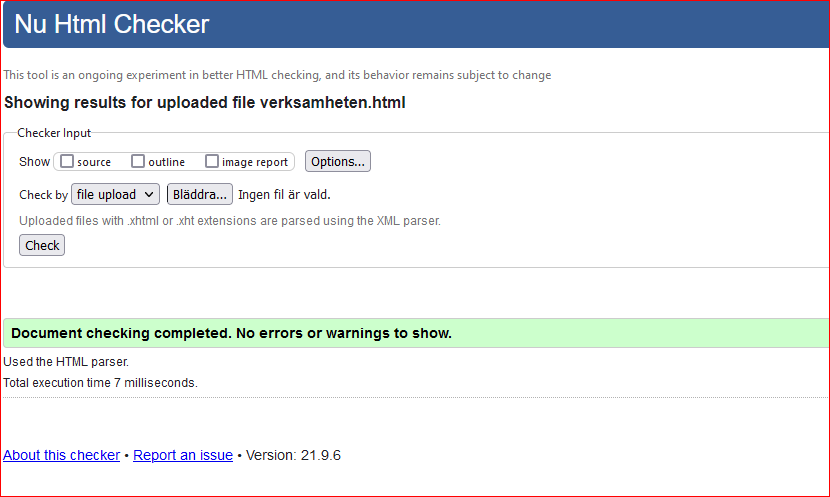 Nu Html Checker
This tool is an ongoing experiment in better HTML checking, and its behavior remains subject to change
Showing results for uploaded file verksamheten.html
Checker Input
Show source outline image report Options...
Check by file upload Bläddra... Ingen fil är vald.
Uploaded files with .xhtml or .xht extensions are parsed using the XML parser.
Check
Document checking completed. No errors or warnings to show.
Used the HTML parser.
Total execution time 7 milliseconds.
About this checker • Report an issue • Version: 21.9.6